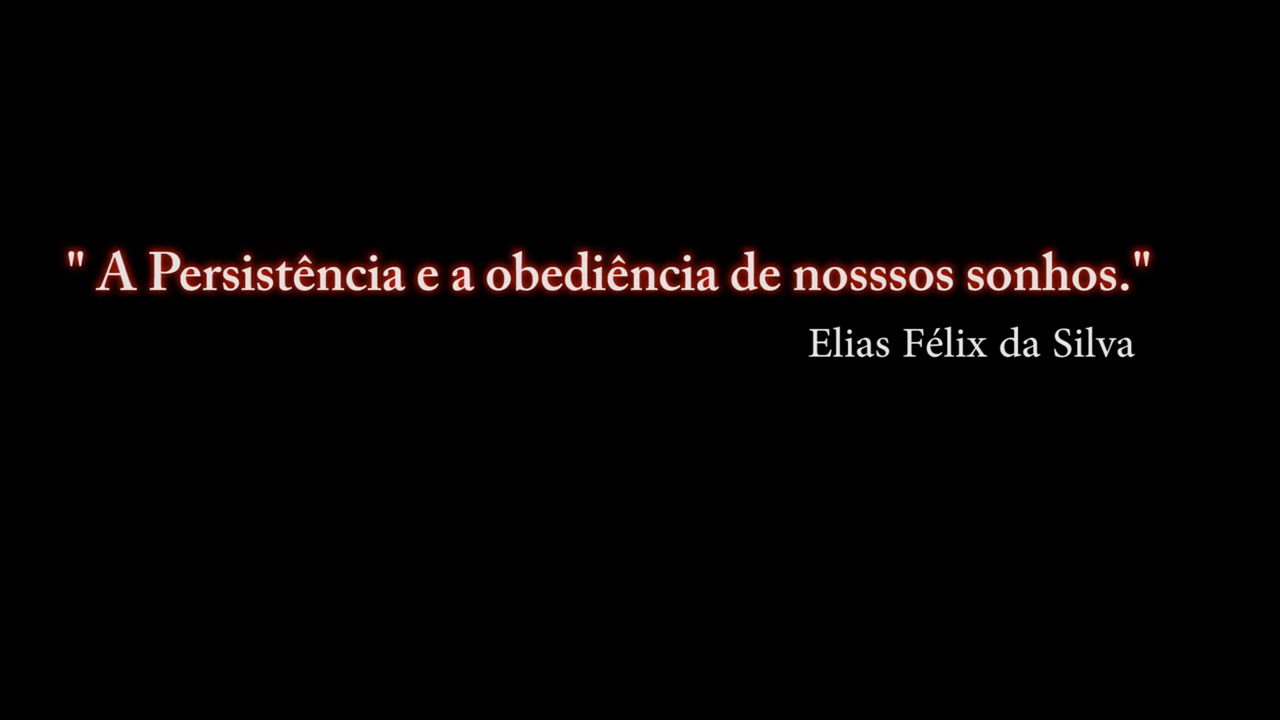 " A Persistência e a obediência de nosssos sonhos."
Elias Félix da Silva